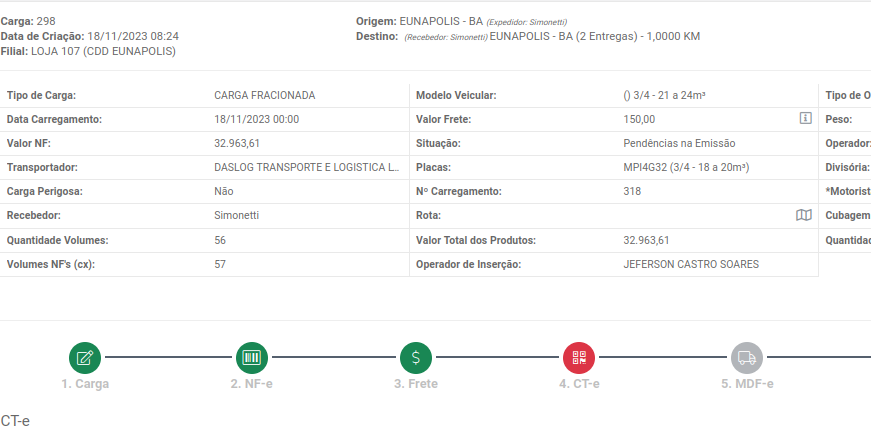 Carga: 298
Data de Criação: 18/11/2023 08:24
Filial: LOJA 107 (CDD EUNAPOLIS)
Origem: EUNAPOLIS - BA (Expedidor: Simonetti)
Destino: (Recebedor: Simonetti) EUNAPOLIS - BA (2 Entregas) - 1,0000 KM
Tipo de Carga: CARGA FRACIONADA Modelo Veicular: () 3/4 - 21 a 24m³ Tipo de O
Data Carregamento: 18/11/2023 00:00 Valor Frete: 150,00 Peso:
Valor NF: 32.963,61 Situação: Pendências na Emissão Operador:
Transportador: DASLOG TRANSPORTE E LOGISTICA L... Placas: MPI4G32 (3/4 - 18 a 20m³) Divisória:
Carga Perigosa: Não Nº Carregamento: 318 *Motorist
Recebedor: Simonetti Rota: Cubagem
Quantidade Volumes: 56 Valor Total dos Produtos: 32.963,61 Quantidad
Volumes NF's (cx): 57 Operador de Inserção: JEFERSON CASTRO SOARES
1. Carga 2. NF-e 3. Frete 4. CT-e 5. MDF-e
CT-e